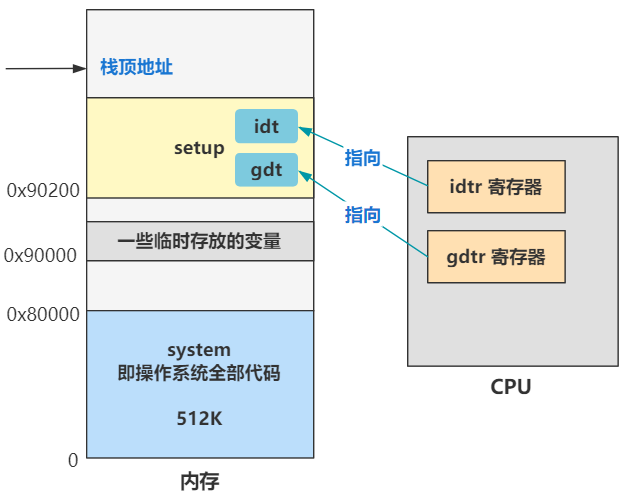 栈顶地址
idt
setup
gdt
指向
指向
idtr 寄存器
gdtr 寄存器
CPU
0x90200
一些临时存放的变量
0x90000
0x80000
system
即操作系统全部代码
512K
0
内存